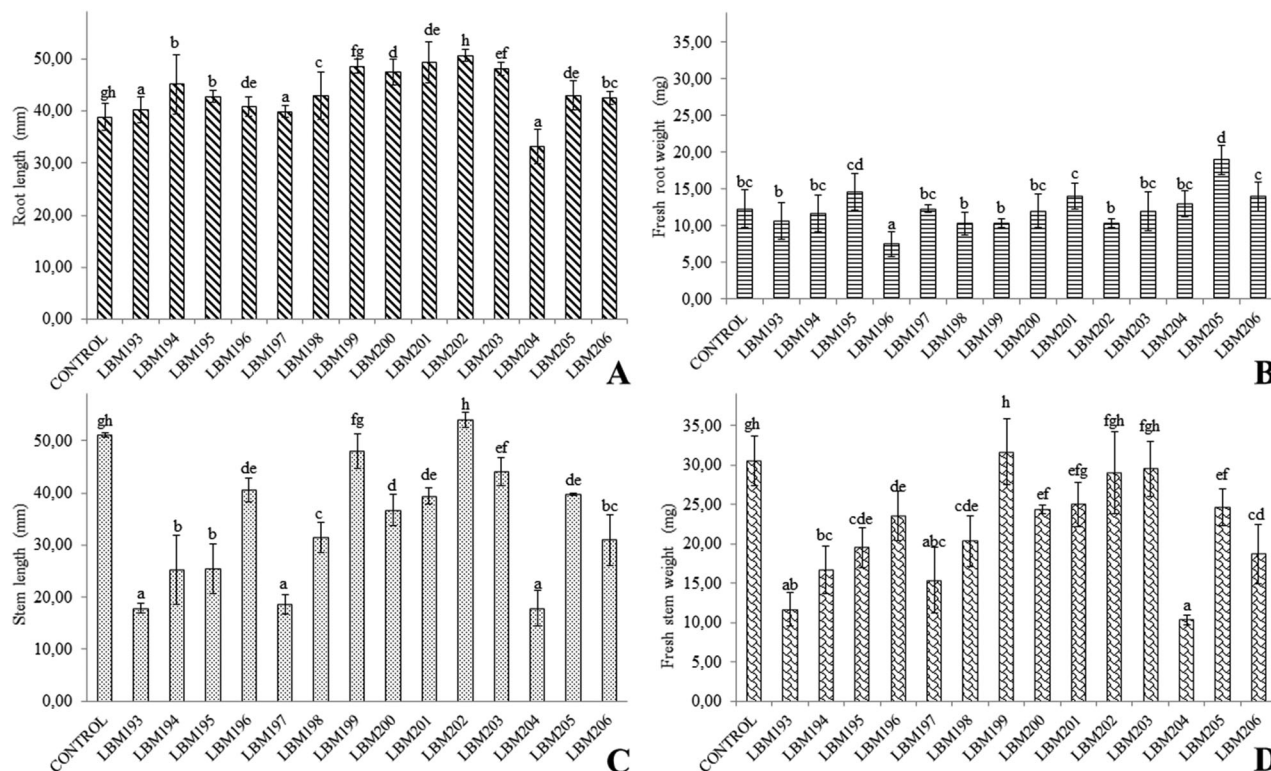 Root length (mm)
50,00
40,00
30,00
20,00
10,00
0,00
gh a b b de a c fg d de h ef a de bc
CONTROL LBM193 LBM194 LBM195 LBM196 LBM197 LBM198 LBM199 LBM200 LBM201 LBM202 LBM203 LBM204 LBM205 LBM206
A
Fresh root weight (mg)
35,00
30,00
25,00
20,00
15,00
10,00
5,00
0,00
bc b bc cd a bc b b bc c b bc bc d c
CONTROL LBM193 LBM194 LBM195 LBM196 LBM197 LBM198 LBM199 LBM200 LBM201 LBM202 LBM203 LBM204 LBM205 LBM206
B
Stem length (mm)
50,00
40,00
30,00
20,00
10,00
0,00
gh a b b de a c fg d de h ef a de bc
CONTROL LBM193 LBM194 LBM195 LBM196 LBM197 LBM198 LBM199 LBM200 LBM201 LBM202 LBM203 LBM204 LBM205 LBM206
C
Fresh stem weight (mg)
35,00
30,00
25,00
20,00
15,00
10,00
5,00
0,00
gh ab bc cde de abc cde h ef efg fgh fgh a ef cd
CONTROL LBM193 LBM194 LBM195 LBM196 LBM197 LBM198 LBM199 LBM200 LBM201 LBM202 LBM203 LBM204 LBM205 LBM206
D